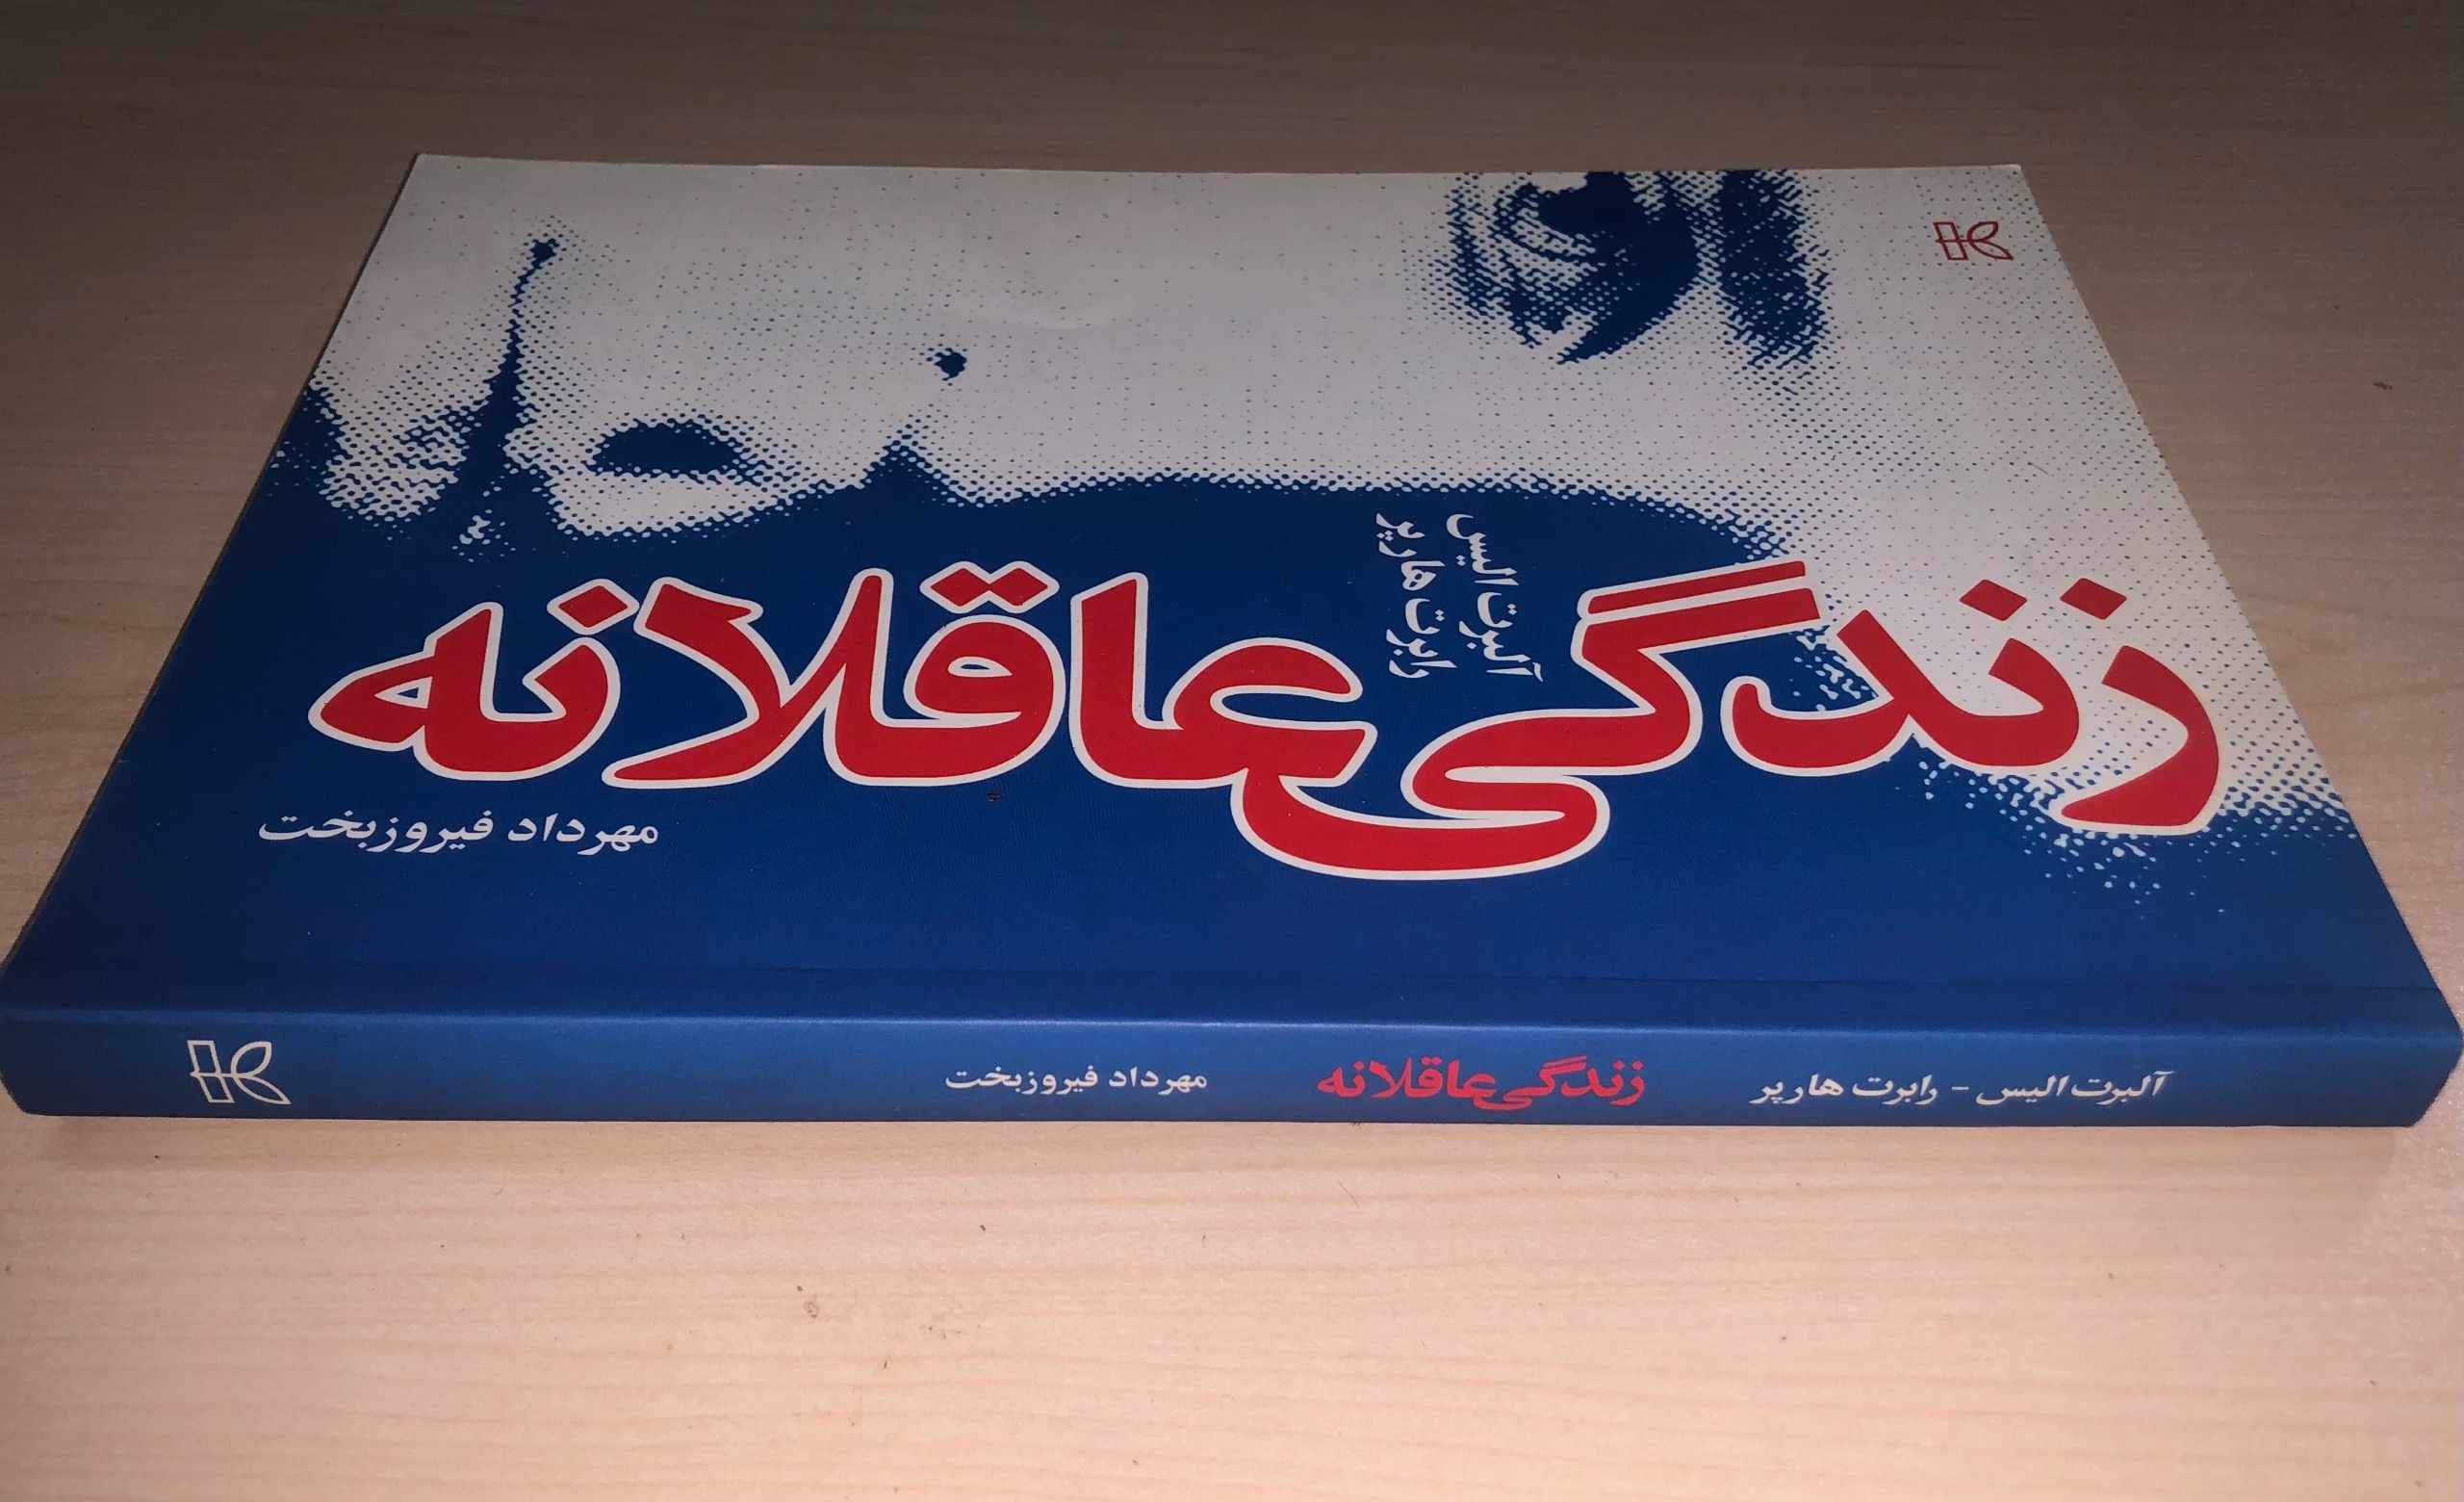 آلبرت الیس
رابرت هارپر
زندگی عاقلانه
مهرداد فیروزبخت
آلبرت الیس - رابرت هارپر
زندگی عاقلانه
مهرداد فیروزبخت